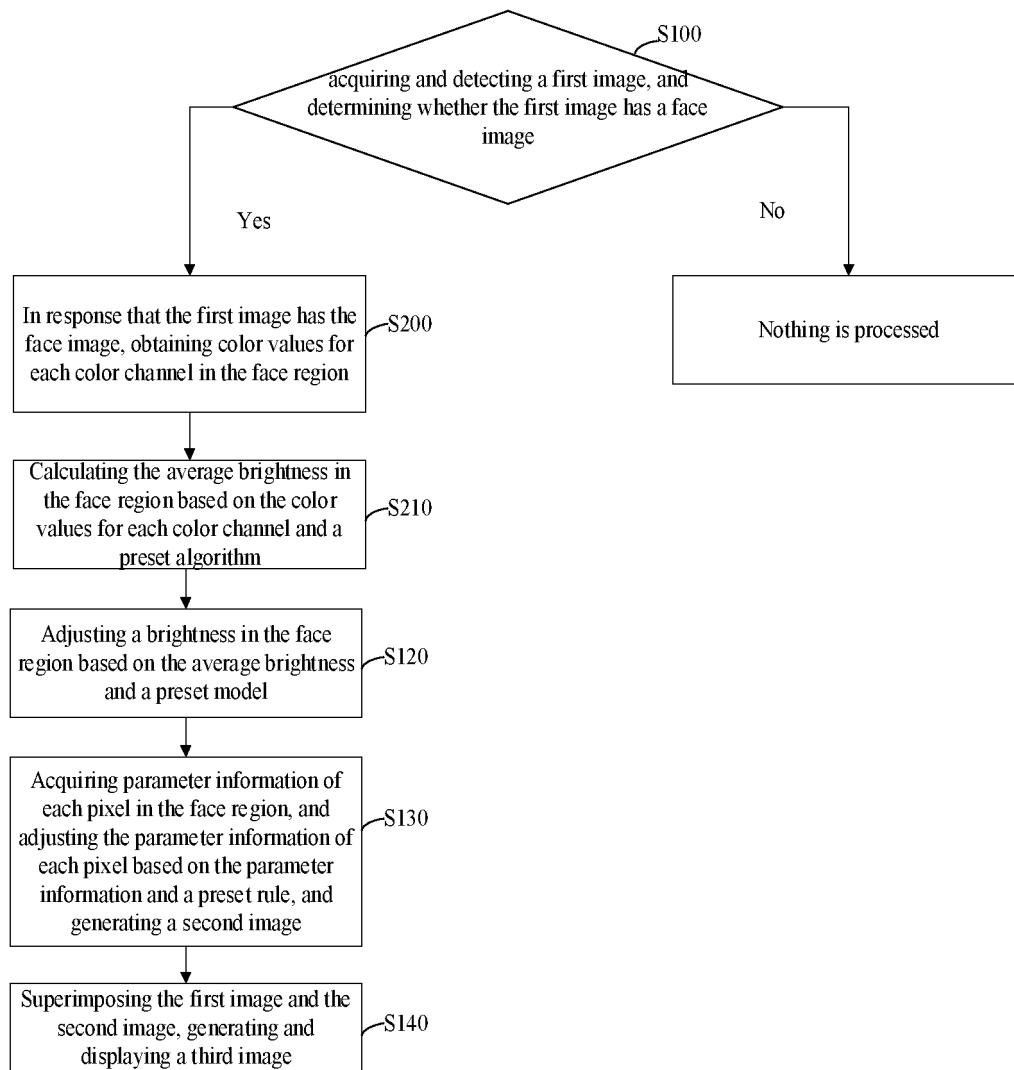 S100
acquiring and detecting a first image, and
determining whether the first image has a face
image
Yes
No
In response that the first image has the
face image, obtaining color values for
each color channel in the face region
S200
Nothing is processed
Calculating the average brightness in
the face region based on the color
values for each color channel and a
preset algorithm
S210
Adjusting a brightness in the face
region based on the average brightness
and a preset model
S120
Acquiring parameter information of
each pixel in the face region, and
adjusting the parameter information of
each pixel based on the parameter
information and a preset rule, and
generating a second image
S130
Superimposing the first image and the
second image, generating and
displaying a third image
S140